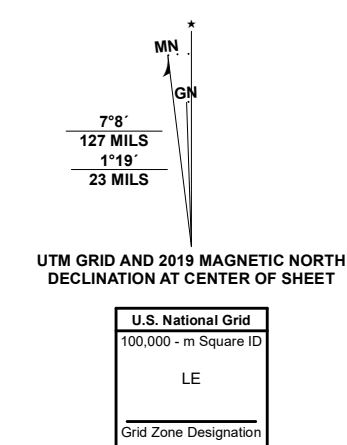 ★
MN
GN
7°8´
127 MILS
1°19´
23 MILS
UTM GRID AND 2019 MAGNETIC NORTH
DECLINATION AT CENTER OF SHEET
U.S. National Grid
100,000 - m Square ID
LE
Grid Zone Designation